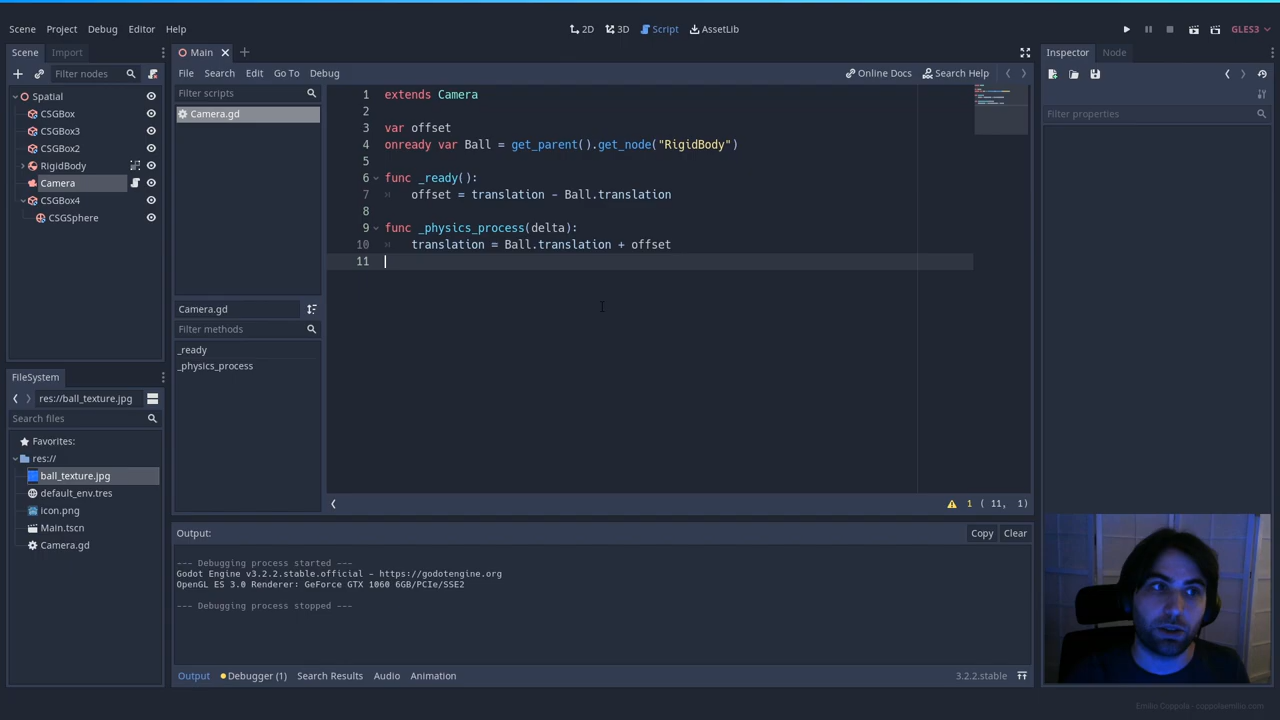 Scene Project Debug Editor Help
2D 3D Script AssetLib
GLES3
Scene Import
Filter nodes
Spatial
CSGBox
CSGBox3
CSGBox2
RigidBody
Camera
CSGBox4
CSGSphere
FileSystem
res://ball_texture.jpg
Search files
Favorites:
res://
ball_texture.jpg
default_env.tres
icon.png
Main.tscn
Camera.gd
Main
File Search Edit Go To Debug
Online Docs Search Help
Filter scripts
Camera.gd
Camera.gd
Filter methods
_ready
_physics_process
1 extends Camera
2
3 var offset
4 onready var Ball = get_parent().get_node("RigidBody")
5
6 func _ready():
7 offset = translation - Ball.translation
8
9 func _physics_process(delta):
10 translation = Ball.translation + offset
11
1 ( 11, 1)
Output:
Copy Clear
--- Debugging process started ---
Godot Engine v3.2.2.stable.official - https://godotengine.org
OpenGL ES 3.0 Renderer: GeForce GTX 1060 6GB/PCIe/SSE2
--- Debugging process stopped ---
Output Debugger (1) Search Results Audio Animation
3.2.2.stable
Inspector Node
Filter properties
Emilio Coppola - coppolaemilio.com